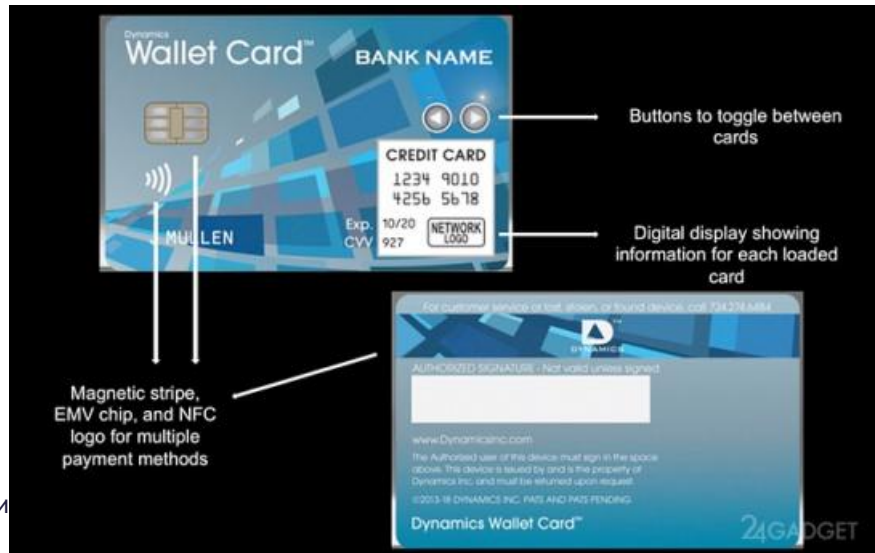 Dynamics
Wallet Card™
BANK NAME
CREDIT CARD
1234 9010
4256 5678
Exp. 10/20
CVV 927
NETWORK
LOGO
MULLEN
Buttons to toggle between
cards
Digital display showing
information for each loaded
card
Magnetic stripe,
EMV chip, and NFC
logo for multiple
payment methods
For customer service or lost, stolen, or found device, call 724.274.6484
DYNAMICS
AUTHORIZED SIGNATURE - Not valid unless signed.
www.DynamicsInc.com
The Authorized user of this device must sign in the space
above. This device is issued by and is the property of
Dynamics Inc. and must be returned upon request.
©2013-18 DYNAMICS INC. PATS AND PATS PENDING
Dynamics Wallet Card™
24GADGET
и